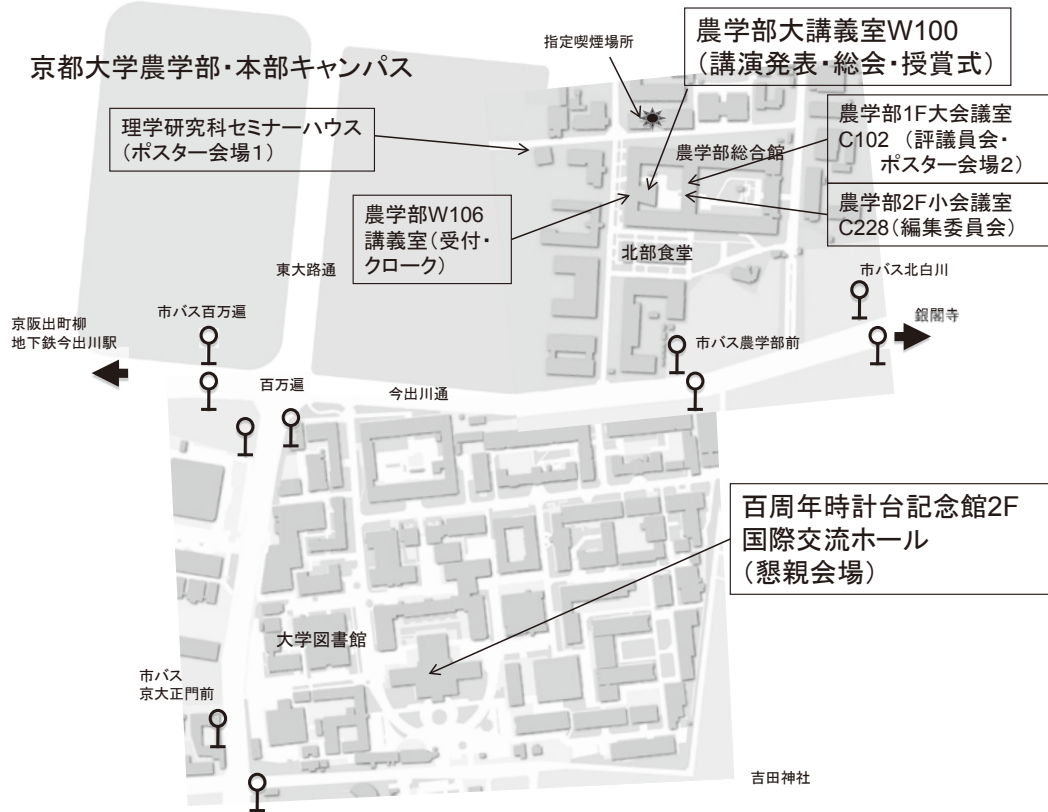 京都大学農学部・本部キャンパス
指定喫煙場所
農学部大講義室W100
(講演発表・総会・授賞式)
理学研究科セミナーハウス
(ポスター会場1)
農学部総合館
農学部1F大会議室
C102 (評議員会・
ポスター会場2)
農学部2F小会議室
C228(編集委員会)
農学部W106
講義室(受付・
クローク)
北部食堂
東大路通
市バス北白川
市バス百万遍
京阪出町柳
地下鉄今出川駅
銀閣寺
市バス農学部前
百万遍
今出川通
百周年時計台記念館2F
国際交流ホール
(懇親会場)
大学図書館
市バス
京大正門前
吉田神社